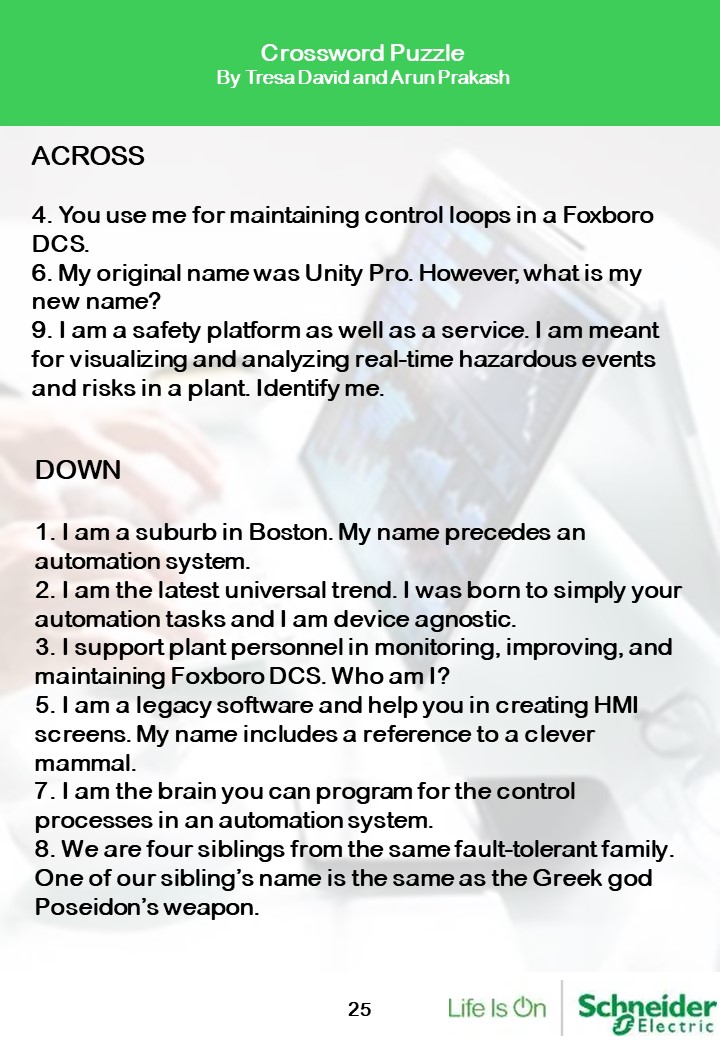 Crossword Puzzle
By Tresa David and Arun Prakash
ACROSS
4. You use me for maintaining control loops in a Foxboro
DCS.
6. My original name was Unity Pro. However, what is my
new name?
9. I am a safety platform as well as a service. I am meant
for visualizing and analyzing real-time hazardous events
and risks in a plant. Identify me.
DOWN
1. I am a suburb in Boston. My name precedes an
automation system.
2. I am the latest universal trend. I was born to simply your
automation tasks and I am device agnostic.
3. I support plant personnel in monitoring, improving, and
maintaining Foxboro DCS. Who am I?
5. I am a legacy software and help you in creating HMI
screens. My name includes a reference to a clever
mammal.
7. I am the brain you can program for the control
processes in an automation system.
8. We are four siblings from the same fault-tolerant family.
One of our sibling's name is the same as the Greek god
Poseidon's weapon.
25
Life Is On
Schneider
Electric